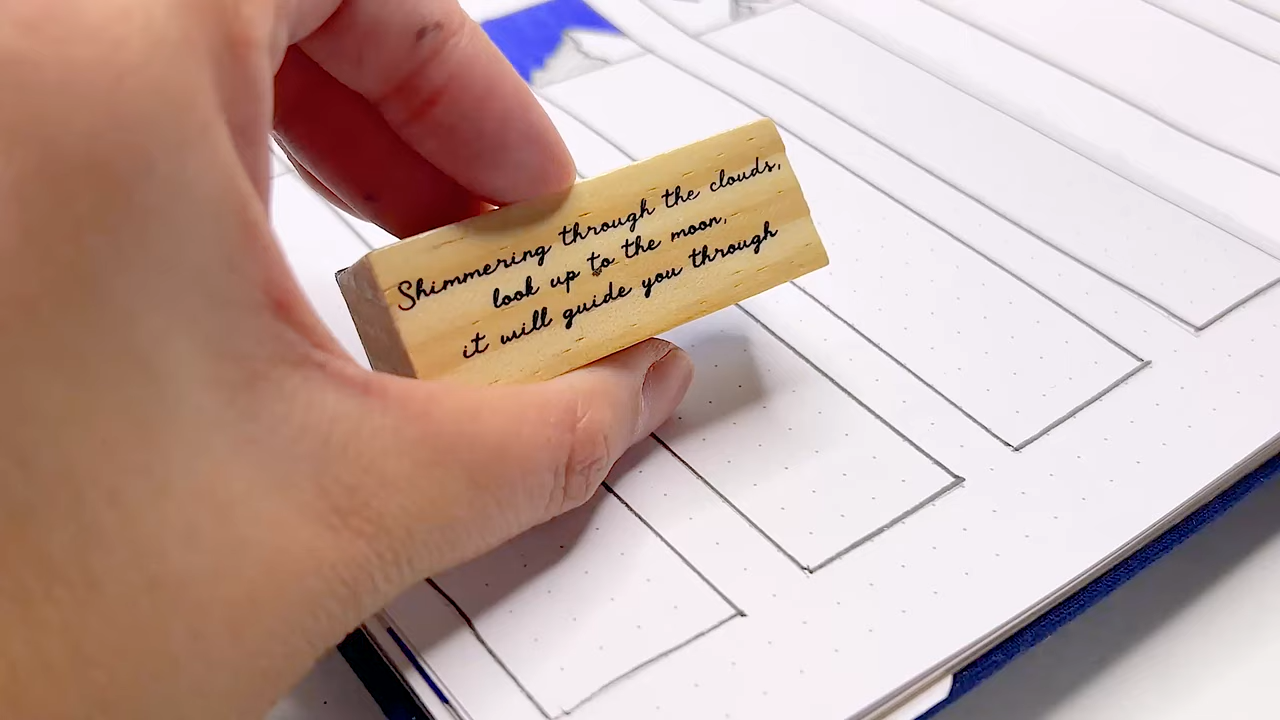 Shimmering through the clouds,
look up to the moon,
it will guide you through